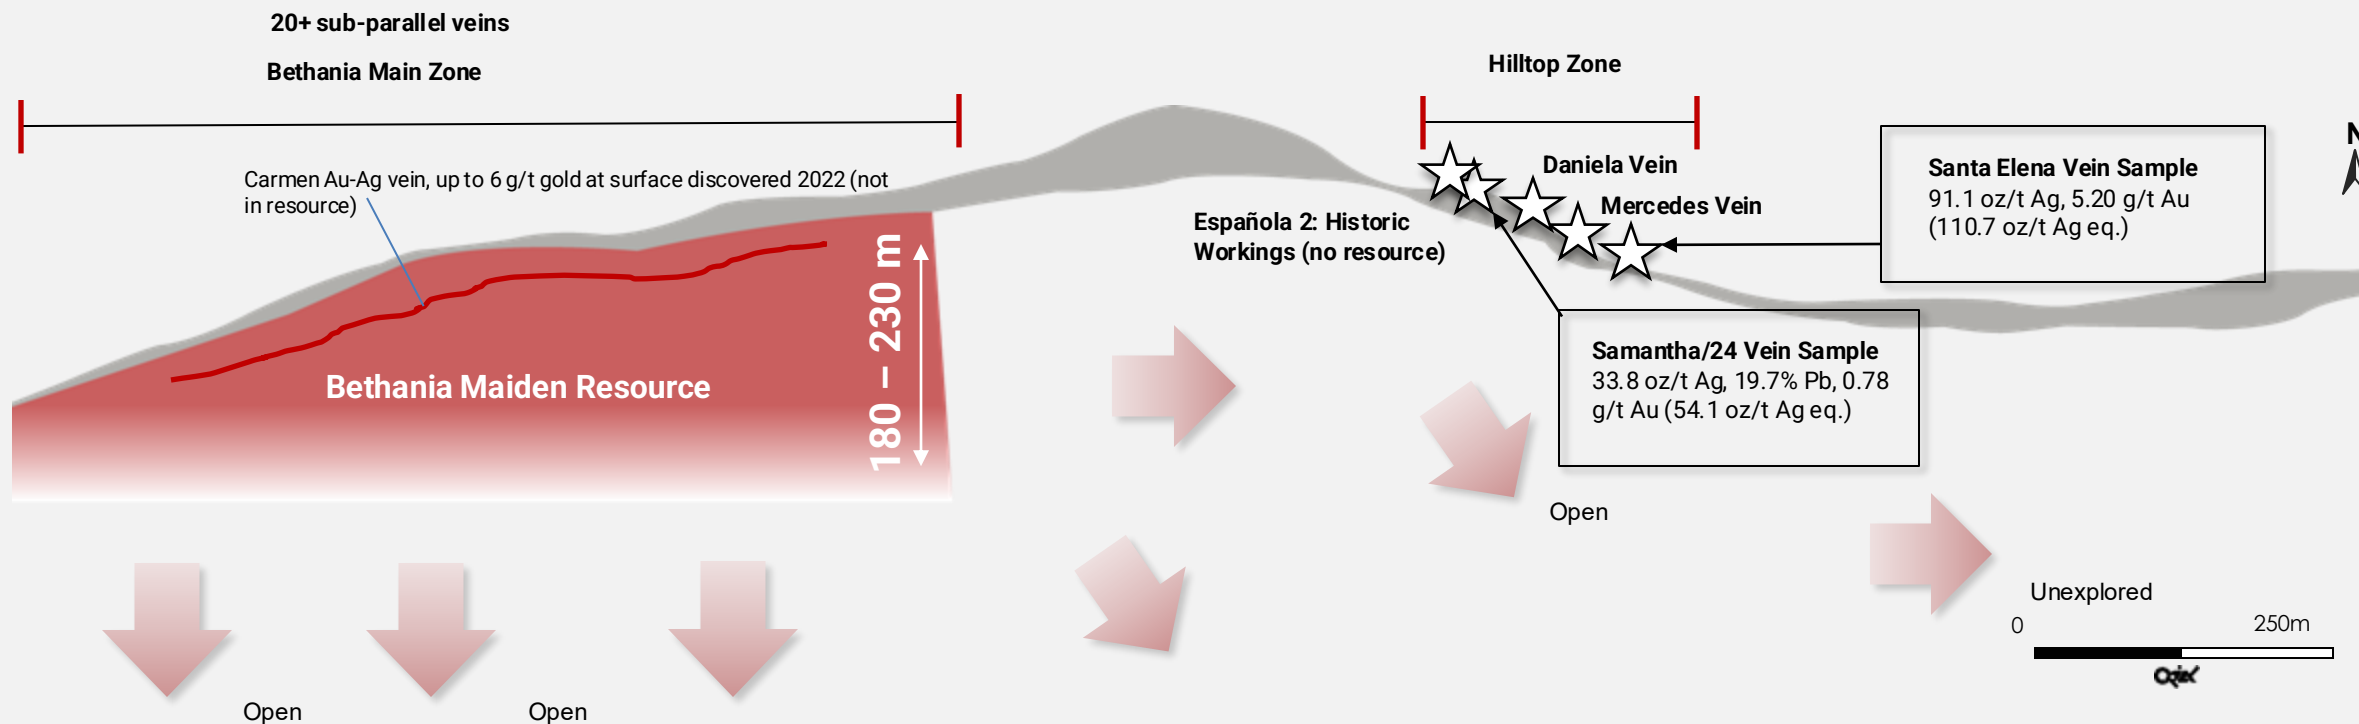 20+ sub-parallel veins
Bethania Main Zone
Hilltop Zone
N
Carmen Au-Ag vein, up to 6 g/t gold at surface discovered 2022 (not
in resource)
Daniela Vein
Mercedes Vein
Santa Elena Vein Sample
91.1 oz/t Ag, 5.20 g/t Au
(110.7 oz/t Ag eq.)
Española 2: Historic
Workings (no resource)
180 – 230 m
Bethania Maiden Resource
Samantha/24 Vein Sample
33.8 oz/t Ag, 19.7% Pb, 0.78
g/t Au (54.1 oz/t Ag eq.)
Open
Unexplored
0 250m
Open Open